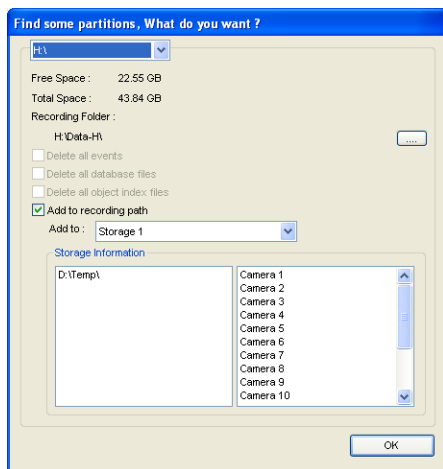 Find some partitions, What do you want ?
H:\
Free Space : 22.55 GB
Total Space : 43.84 GB
Recording Folder :
H:\Data-H\
....
Delete all events
Delete all database files
Delete all object index files
Add to recording path
Add to : Storage 1
Storage Information
D:\Temp\
Camera 1
Camera 2
Camera 3
Camera 4
Camera 5
Camera 6
Camera 7
Camera 8
Camera 9
Camera 10
OK